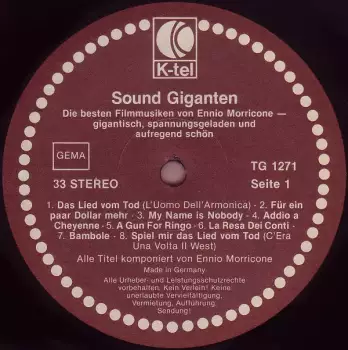 K-tel
Sound Giganten
Die besten Filmmusiken von Ennio Morricone —
gigantisch, spannungsgeladen und
aufregend schön
GEMA
TG 1271
33 STEREO
Seite 1
1. Das Lied vom Tod (L'Uomo Dell'Armonica) - 2. Für ein
paar Dollar mehr - 3. My Name is Nobody - 4. Addio a
Cheyenne - 5. A Gun For Ringo - 6. La Resa Dei Conti -
7. Bambole - 8. Spiel mir das Lied vom Tod (C'Era
Una Volta Il West)
Alle Titel komponiert von Ennio Morricone
Made in Germany
Alle Urheber- und Leistungsschutzrechte
vorbehalten. Kein Verleih! Keine
unerlaubte Vervielfältigung,
Vermietung, Aufführung,
Sendung!